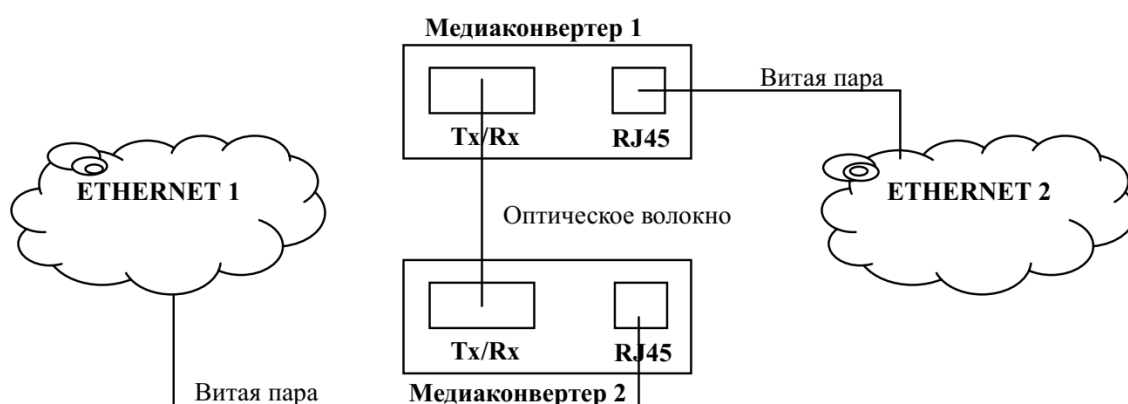 Медиаконвертер 1
Витая пара
Tx/Rx
RJ45
ETHERNET 1
ETHERNET 2
Оптическое волокно
Tx/Rx
RJ45
Витая пара
Медиаконвертер 2